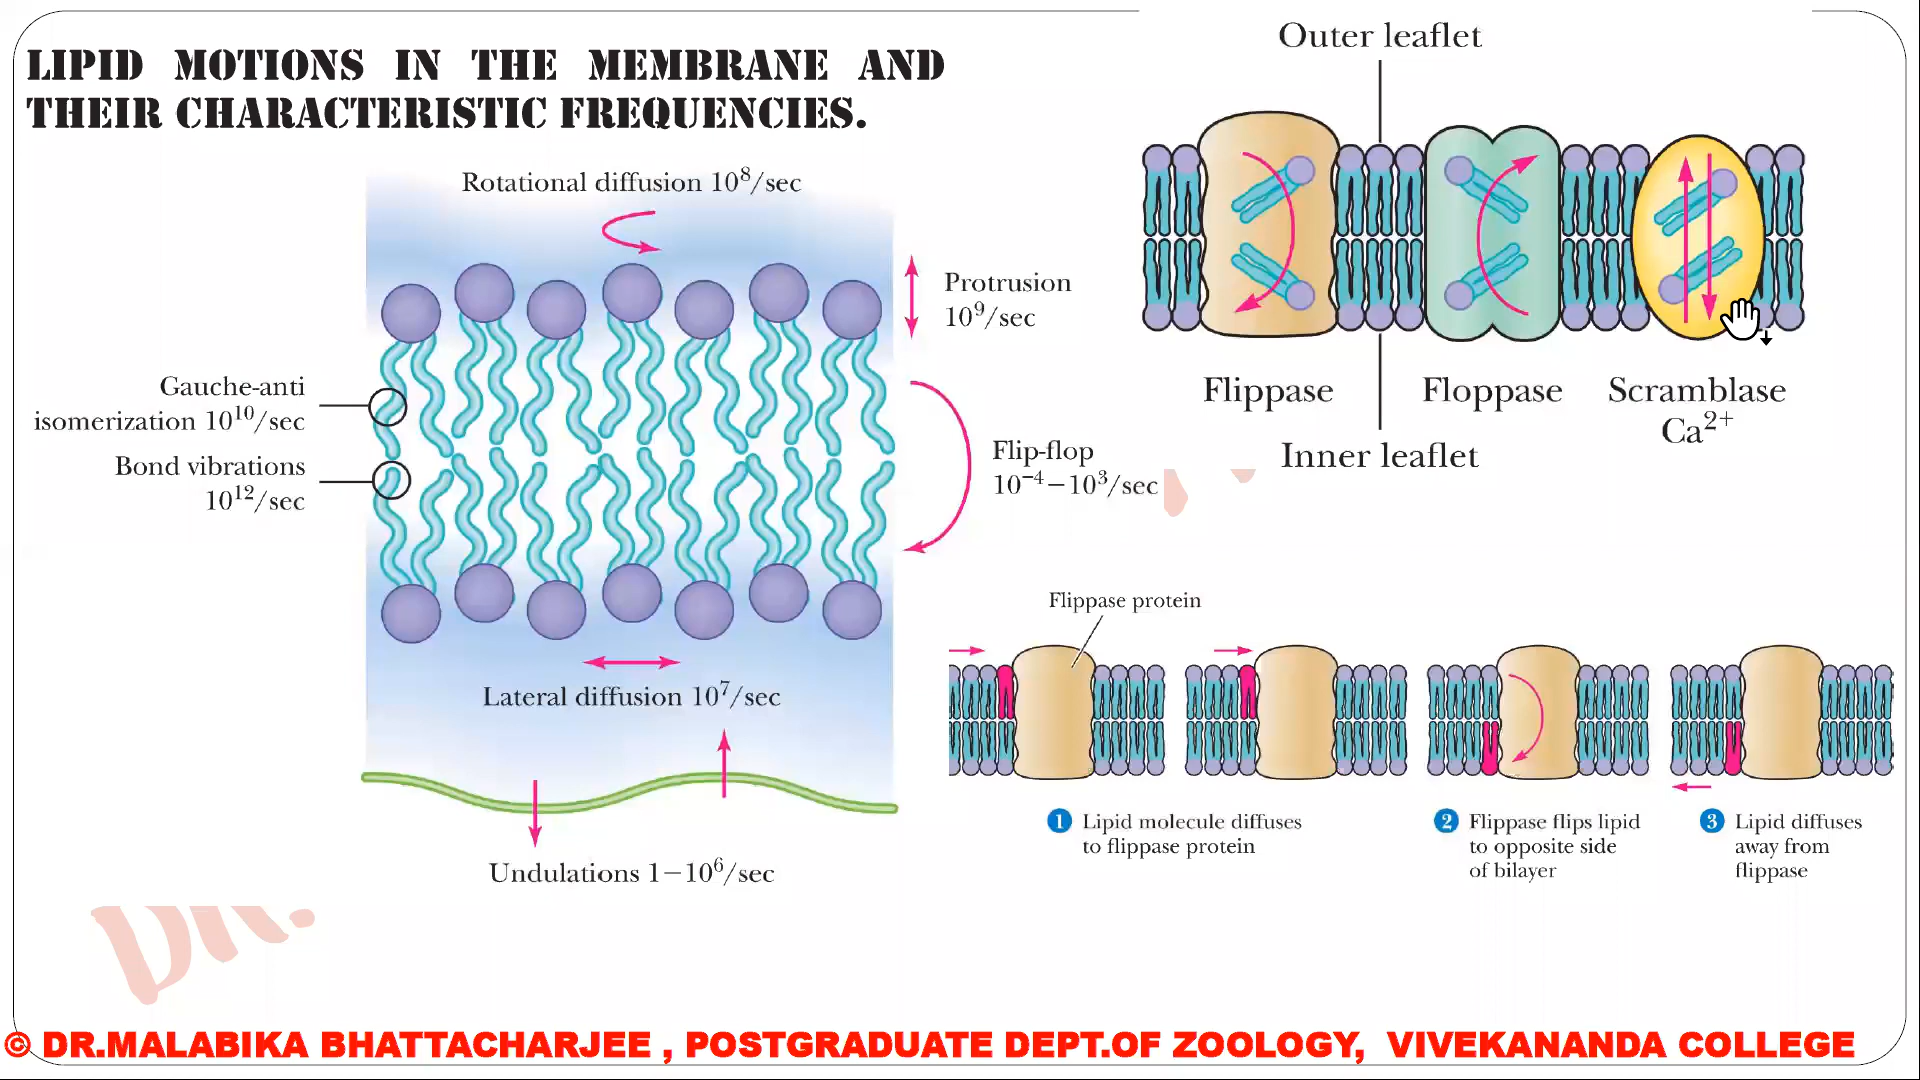 LIPID MOTIONS IN THE MEMBRANE AND
THEIR CHARACTERISTIC FREQUENCIES.
Rotational diffusion 10⁸/sec
Protrusion
10⁹/sec
Gauche-anti
isomerization 10¹⁰/sec
Bond vibrations
10¹²/sec
Flip-flop
10⁻⁴–10³/sec
Lateral diffusion 10⁷/sec
Undulations 1–10⁶/sec
Outer leaflet
Flippase
Floppase
Scramblase
Ca²⁺
Inner leaflet
Flippase protein
1 Lipid molecule diffuses
to flippase protein
2 Flippase flips lipid
to opposite side
of bilayer
3 Lipid diffuses
away from
flippase
DR.
© DR.MALABIKA BHATTACHARJEE , POSTGRADUATE DEPT.OF ZOOLOGY, VIVEKANANDA COLLEGE